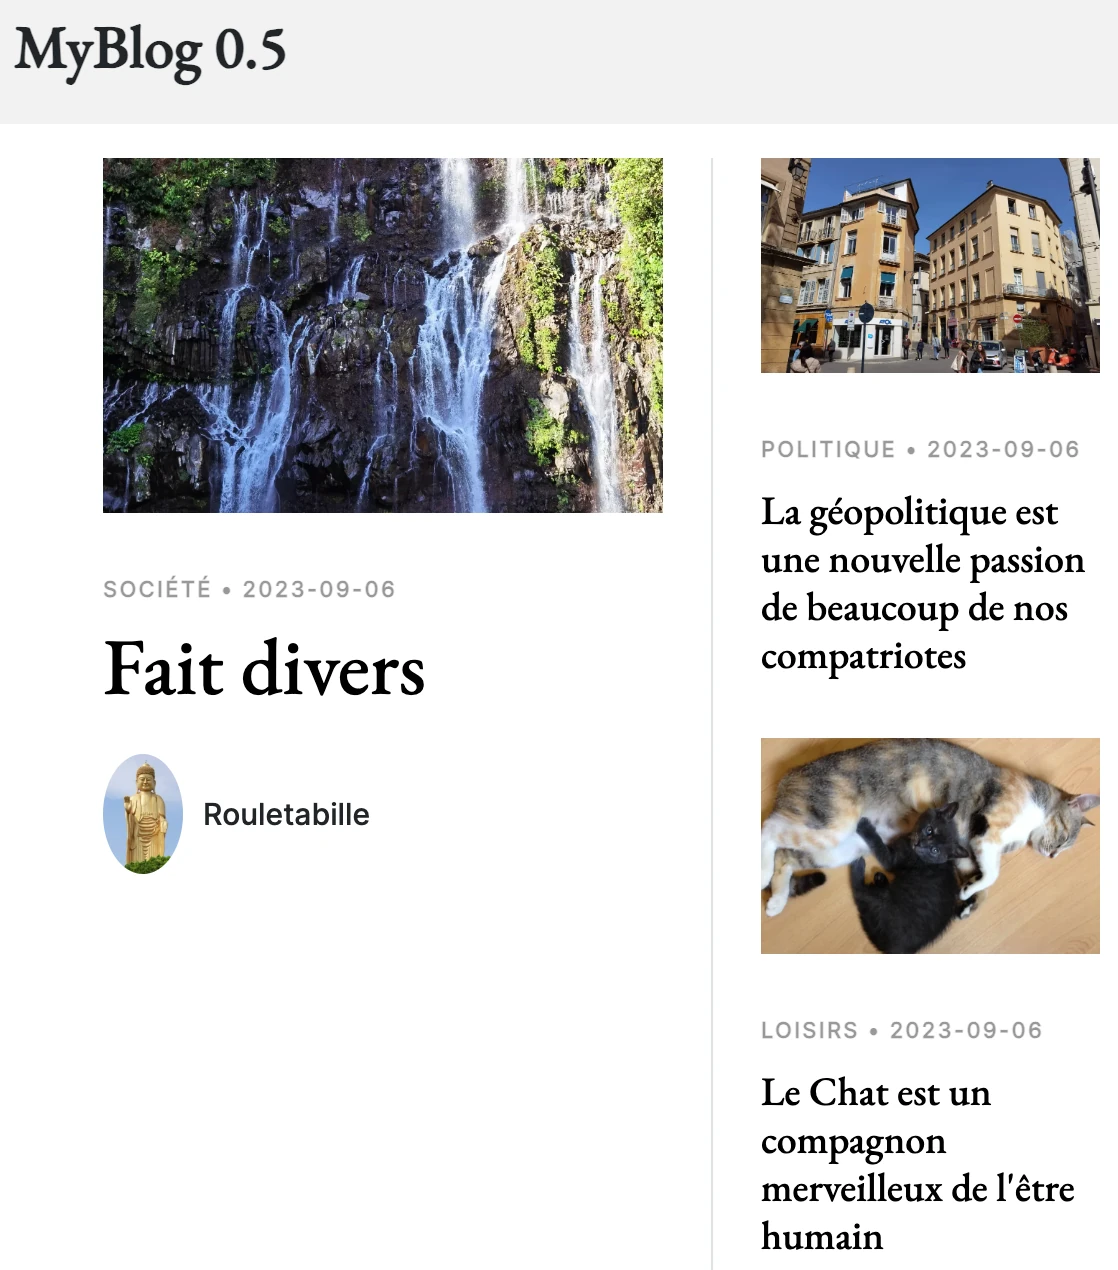 MyBlog 0.5
SOCIÉTÉ • 2023-09-06
Fait divers
Rouletabille
POLITIQUE • 2023-09-06
La géopolitique est
une nouvelle passion
de beaucoup de nos
compatriotes
LOISIRS • 2023-09-06
Le Chat est un
compagnon
merveilleux de l'être
humain